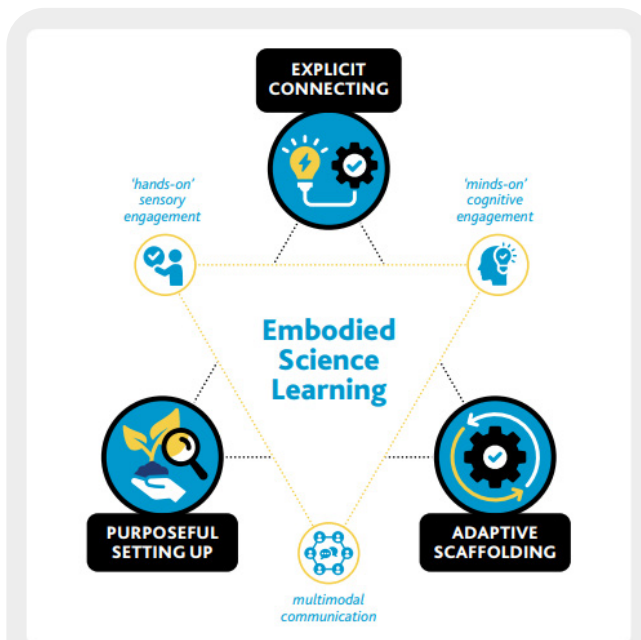 EXPLICIT
CONNECTING
'hands-on'
sensory
engagement
'minds-on'
cognitive
engagement
Embodied
Science
Learning
PURPOSEFUL
SETTING UP
ADAPTIVE
SCAFFOLDING
multimodal
communication